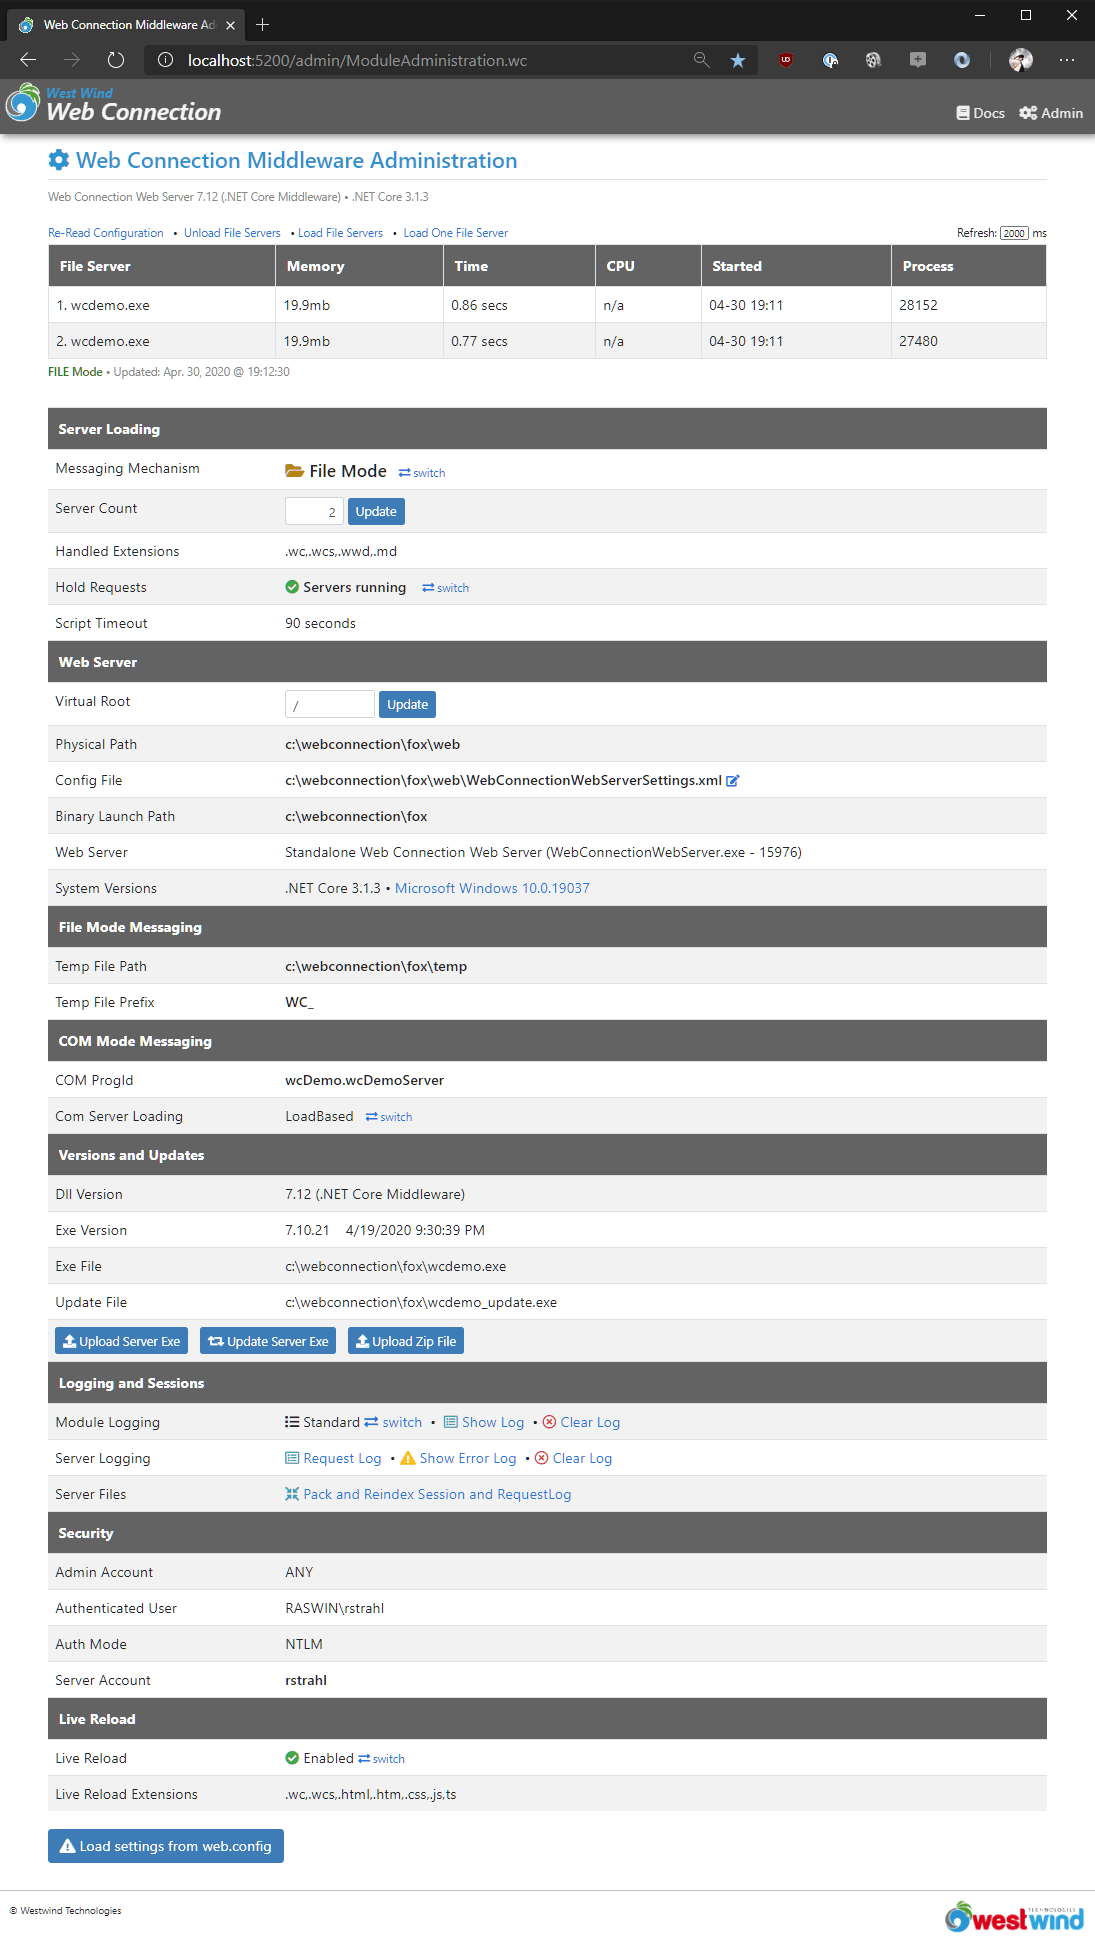 Web Connection Middleware Ad
localhost:5200/admin/ModuleAdministration.wc
West Wind
Web Connection
Docs Admin
Web Connection Middleware Administration
Web Connection Web Server 7.12 (.NET Core Middleware) • .NET Core 3.1.3
Re-Read Configuration • Unload File Servers • Load File Servers • Load One File Server Refresh: 2000 ms
File Server Memory Time CPU Started Process
1. wcdemo.exe 19.9mb 0.86 secs n/a 04-30 19:11 28152
2. wcdemo.exe 19.9mb 0.77 secs n/a 04-30 19:11 27480
FILE Mode • Updated: Apr. 30, 2020 @ 19:12:30
Server Loading
Messaging Mechanism File Mode switch
Server Count 2 Update
Handled Extensions .wc,.wcs,.wwd,.md
Hold Requests Servers running switch
Script Timeout 90 seconds
Web Server
Virtual Root / Update
Physical Path c:\webconnection\fox\web
Config File c:\webconnection\fox\web\WebConnectionWebServerSettings.xml
Binary Launch Path c:\webconnection\fox
Web Server Standalone Web Connection Web Server (WebConnectionWebServer.exe - 15976)
System Versions .NET Core 3.1.3 • Microsoft Windows 10.0.19037
File Mode Messaging
Temp File Path c:\webconnection\fox\temp
Temp File Prefix WC_
COM Mode Messaging
COM ProgId wcDemo.wcDemoServer
Com Server Loading LoadBased switch
Versions and Updates
Dll Version 7.12 (.NET Core Middleware)
Exe Version 7.10.21 4/19/2020 9:30:39 PM
Exe File c:\webconnection\fox\wcdemo.exe
Update File c:\webconnection\fox\wcdemo_update.exe
Upload Server Exe Update Server Exe Upload Zip File
Logging and Sessions
Module Logging Standard switch • Show Log • Clear Log
Server Logging Request Log • Show Error Log • Clear Log
Server Files Pack and Reindex Session and RequestLog
Security
Admin Account ANY
Authenticated User RASWIN\rstrahl
Auth Mode NTLM
Server Account rstrahl
Live Reload
Live Reload Enabled switch
Live Reload Extensions .wc,.wcs,.html,.htm,.css,.js,ts
Load settings from web.config
© Westwind Technologies
TECHNOLOGIES
westwind